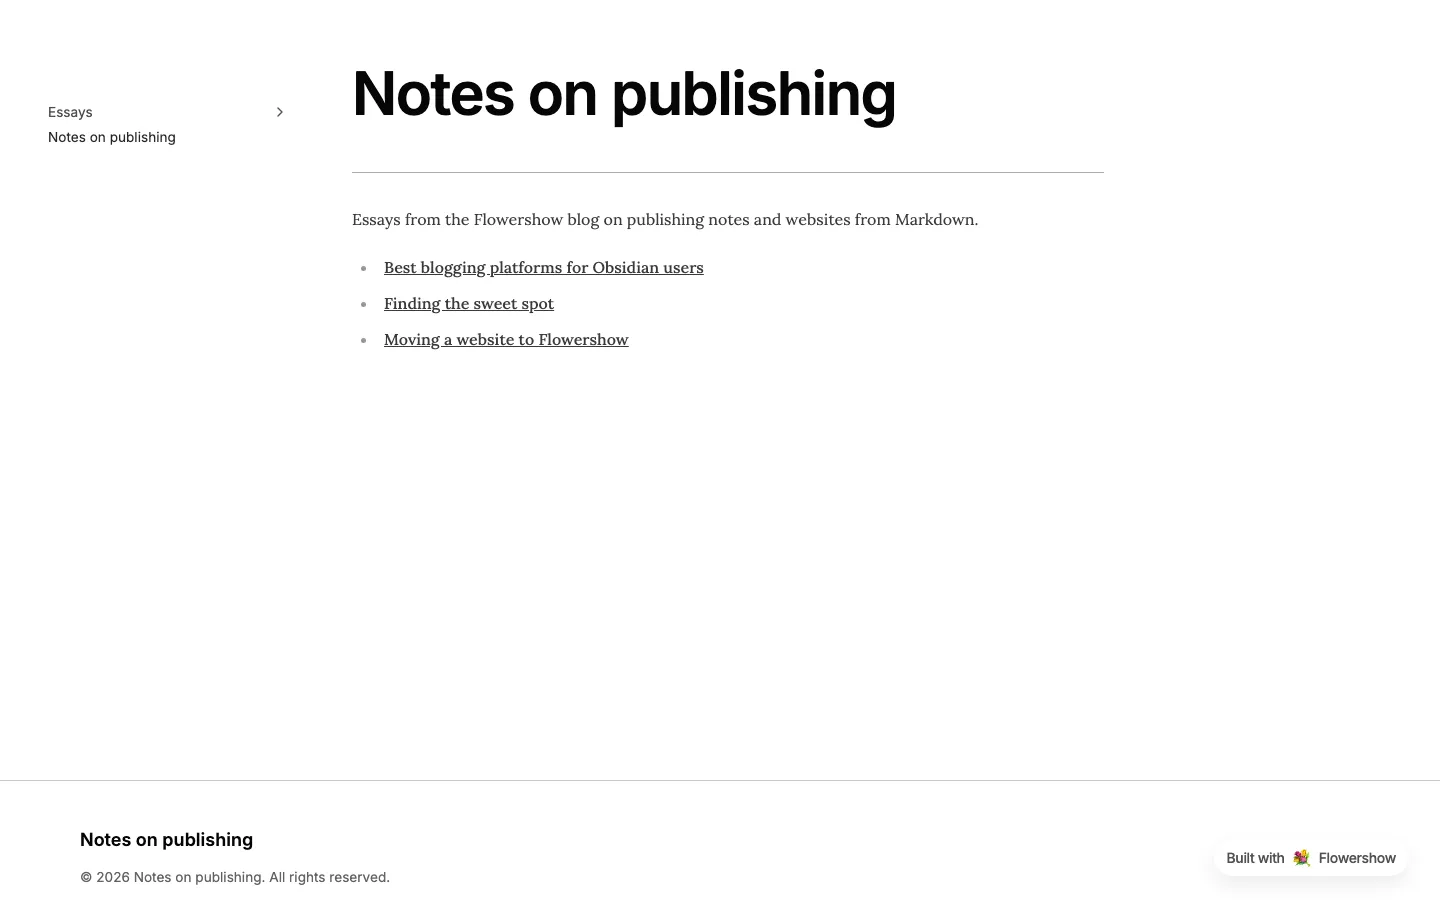 Notes on publishing
Essays
Notes on publishing
Essays from the Flowershow blog on publishing notes and websites from Markdown.
Best blogging platforms for Obsidian users
Finding the sweet spot
Moving a website to Flowershow
Notes on publishing
© 2026 Notes on publishing. All rights reserved.
Built with Flowershow